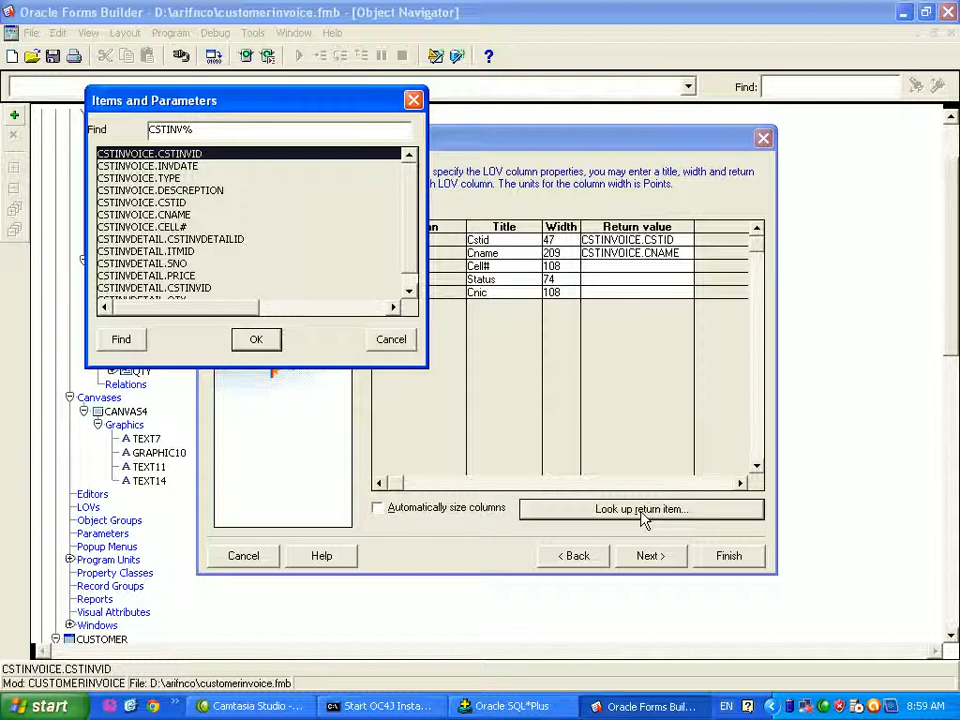 Oracle Forms Builder - D:\arifnco\customerinvoice.fmb - [Object Navigator]
File Edit View Layout Program Debug Tools Window Help
Find:
Items and Parameters
Find CSTINV%
CSTINVOICE.CSTINVID
CSTINVOICE.INVDATE
CSTINVOICE.TYPE
CSTINVOICE.DESCREPTION
CSTINVOICE.CSTID
CSTINVOICE.CNAME
CSTINVOICE.CELL#
CSTINVDETAIL.CSTINVDETAILID
CSTINVDETAIL.ITMID
CSTINVDETAIL.SNO
CSTINVDETAIL.PRICE
CSTINVDETAIL.CSTINVID
CSTINVDETAIL.QTY
Find OK Cancel
specify the LOV column properties, you may enter a title, width and return
h LOV column. The units for the column width is Points.
Title Width Return value
Cstid 47 CSTINVOICE.CSTID
Cname 209 CSTINVOICE.CNAME
Cell# 108
Status 74
Cnic 108
Automatically size columns Look up return item...
Cancel Help < Back Next > Finish
QTY
Relations
Canvases
CANVAS4
Graphics
TEXT7
GRAPHIC10
TEXT11
TEXT14
Editors
LOVs
Object Groups
Parameters
Popup Menus
Program Units
Property Classes
Record Groups
Reports
Visual Attributes
Windows
CUSTOMER
CSTINVOICE.CSTINVID
Mod: CUSTOMERINVOICE File: D:\arifnco\customerinvoice.fmb
start Camtasia Studio -... Start OC4J Insta... Oracle SQL*Plus Oracle Forms Buil... EN 8:59 AM